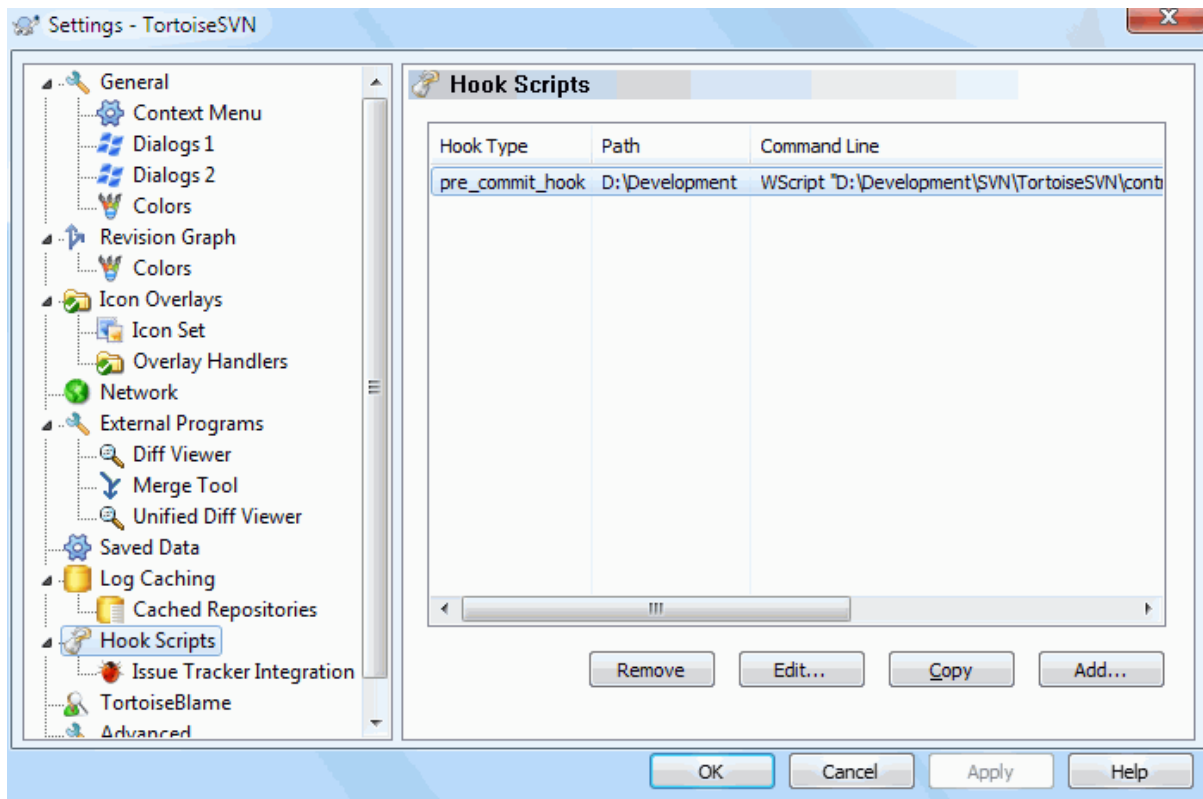 Settings - TortoiseSVN
General
Context Menu
Dialogs 1
Dialogs 2
Colors
Revision Graph
Colors
Icon Overlays
Icon Set
Overlay Handlers
Network
External Programs
Diff Viewer
Merge Tool
Unified Diff Viewer
Saved Data
Log Caching
Cached Repositories
Hook Scripts
Issue Tracker Integration
TortoiseBlame
Advanced
Hook Scripts
Hook Type Path Command Line
pre_commit_hook D:\Development WScript "D:\Development\SVN\TortoiseSVN\conti
Remove Edit... Copy Add...
OK Cancel Apply Help